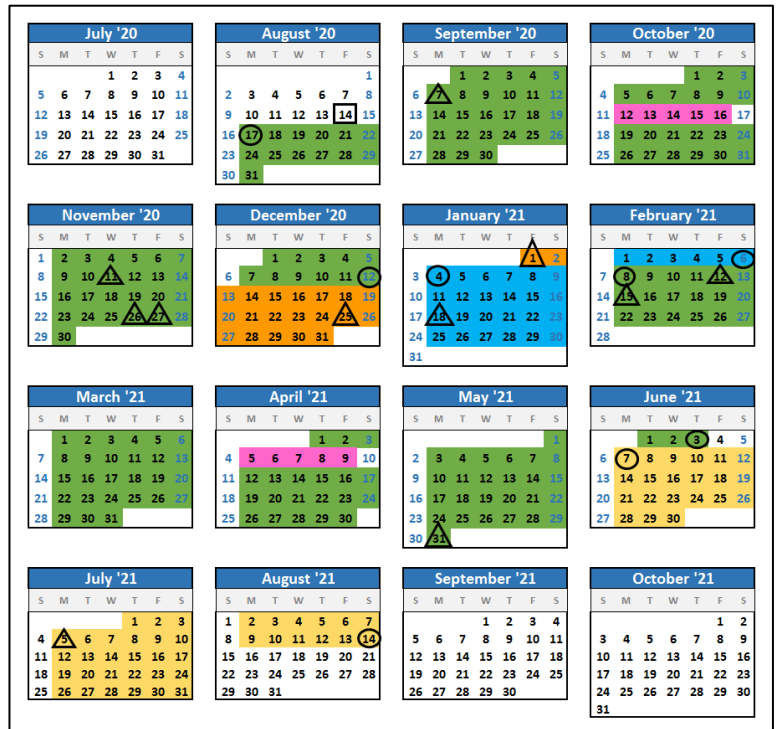 July '20
S M T W T F S
1 2 3 4
5 6 7 8 9 10 11
12 13 14 15 16 17 18
19 20 21 22 23 24 25
26 27 28 29 30 31
August '20
S M T W T F S
1
2 3 4 5 6 7 8
9 10 11 12 13 14 15
16 17 18 19 20 21 22
23 24 25 26 27 28 29
30 31
September '20
S M T W T F S
1 2 3 4 5
6 7 8 9 10 11 12
13 14 15 16 17 18 19
20 21 22 23 24 25 26
27 28 29 30
October '20
S M T W T F S
1 2 3
4 5 6 7 8 9 10
11 12 13 14 15 16 17
18 19 20 21 22 23 24
25 26 27 28 29 30 31
November '20
S M T W T F S
1 2 3 4 5 6 7
8 9 10 11 12 13 14
15 16 17 18 19 20 21
22 23 24 25 26 27 28
29 30
December '20
S M T W T F S
1 2 3 4 5
6 7 8 9 10 11 12
13 14 15 16 17 18 19
20 21 22 23 24 25 26
27 28 29 30 31
January '21
S M T W T F S
1 2
3 4 5 6 7 8 9
10 11 12 13 14 15 16
17 18 19 20 21 22 23
24 25 26 27 28 29 30
31
February '21
S M T W T F S
1 2 3 4 5 6
7 8 9 10 11 12 13
14 15 16 17 18 19 20
21 22 23 24 25 26 27
28
March '21
S M T W T F S
1 2 3 4 5 6
7 8 9 10 11 12 13
14 15 16 17 18 19 20
21 22 23 24 25 26 27
28 29 30 31
April '21
S M T W T F S
1 2 3
4 5 6 7 8 9 10
11 12 13 14 15 16 17
18 19 20 21 22 23 24
25 26 27 28 29 30
May '21
S M T W T F S
1
2 3 4 5 6 7 8
9 10 11 12 13 14 15
16 17 18 19 20 21 22
23 24 25 26 27 28 29
30 31
June '21
S M T W T F S
1 2 3 4 5
6 7 8 9 10 11 12
13 14 15 16 17 18 19
20 21 22 23 24 25 26
27 28 29 30
July '21
S M T W T F S
1 2 3
4 5 6 7 8 9 10
11 12 13 14 15 16 17
18 19 20 21 22 23 24
25 26 27 28 29 30 31
August '21
S M T W T F S
1 2 3 4 5 6 7
8 9 10 11 12 13 14
15 16 17 18 19 20 21
22 23 24 25 26 27 28
29 30 31
September '21
S M T W T F S
1 2 3 4
5 6 7 8 9 10 11
12 13 14 15 16 17 18
19 20 21 22 23 24 25
26 27 28 29 30
October '21
S M T W T F S
1 2
3 4 5 6 7 8 9
10 11 12 13 14 15 16
17 18 19 20 21 22 23
24 25 26 27 28 29 30
31